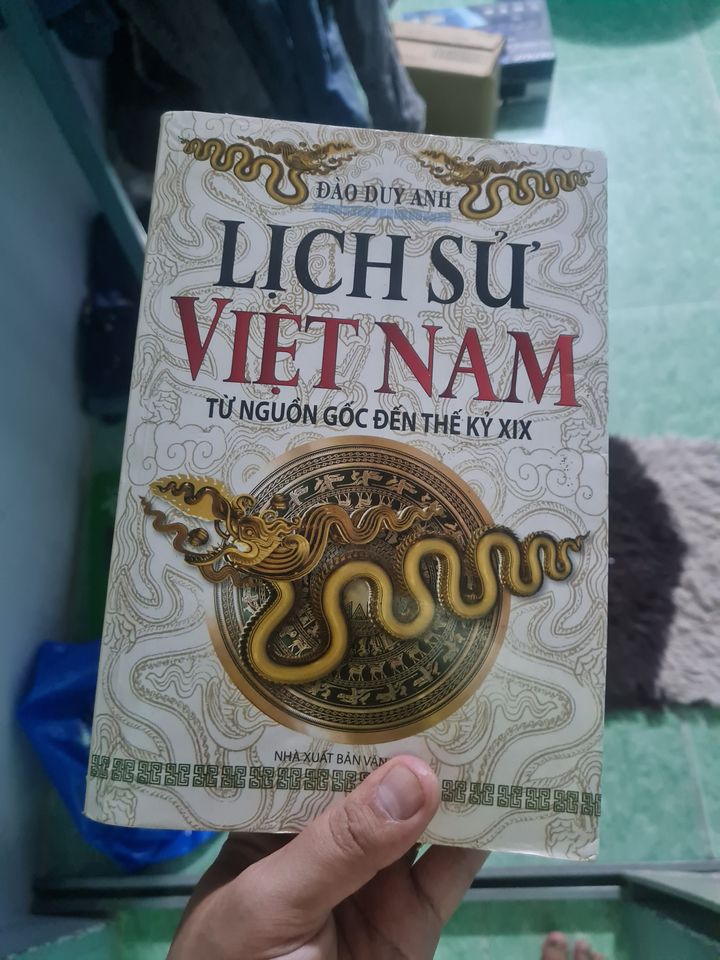 ĐÀO DUY ANH
LỊCH SỬ
VIỆT NAM
TỪ NGUỒN GỐC ĐẾN THẾ KỶ XIX
NHÀ XUẤT BẢN VĂN